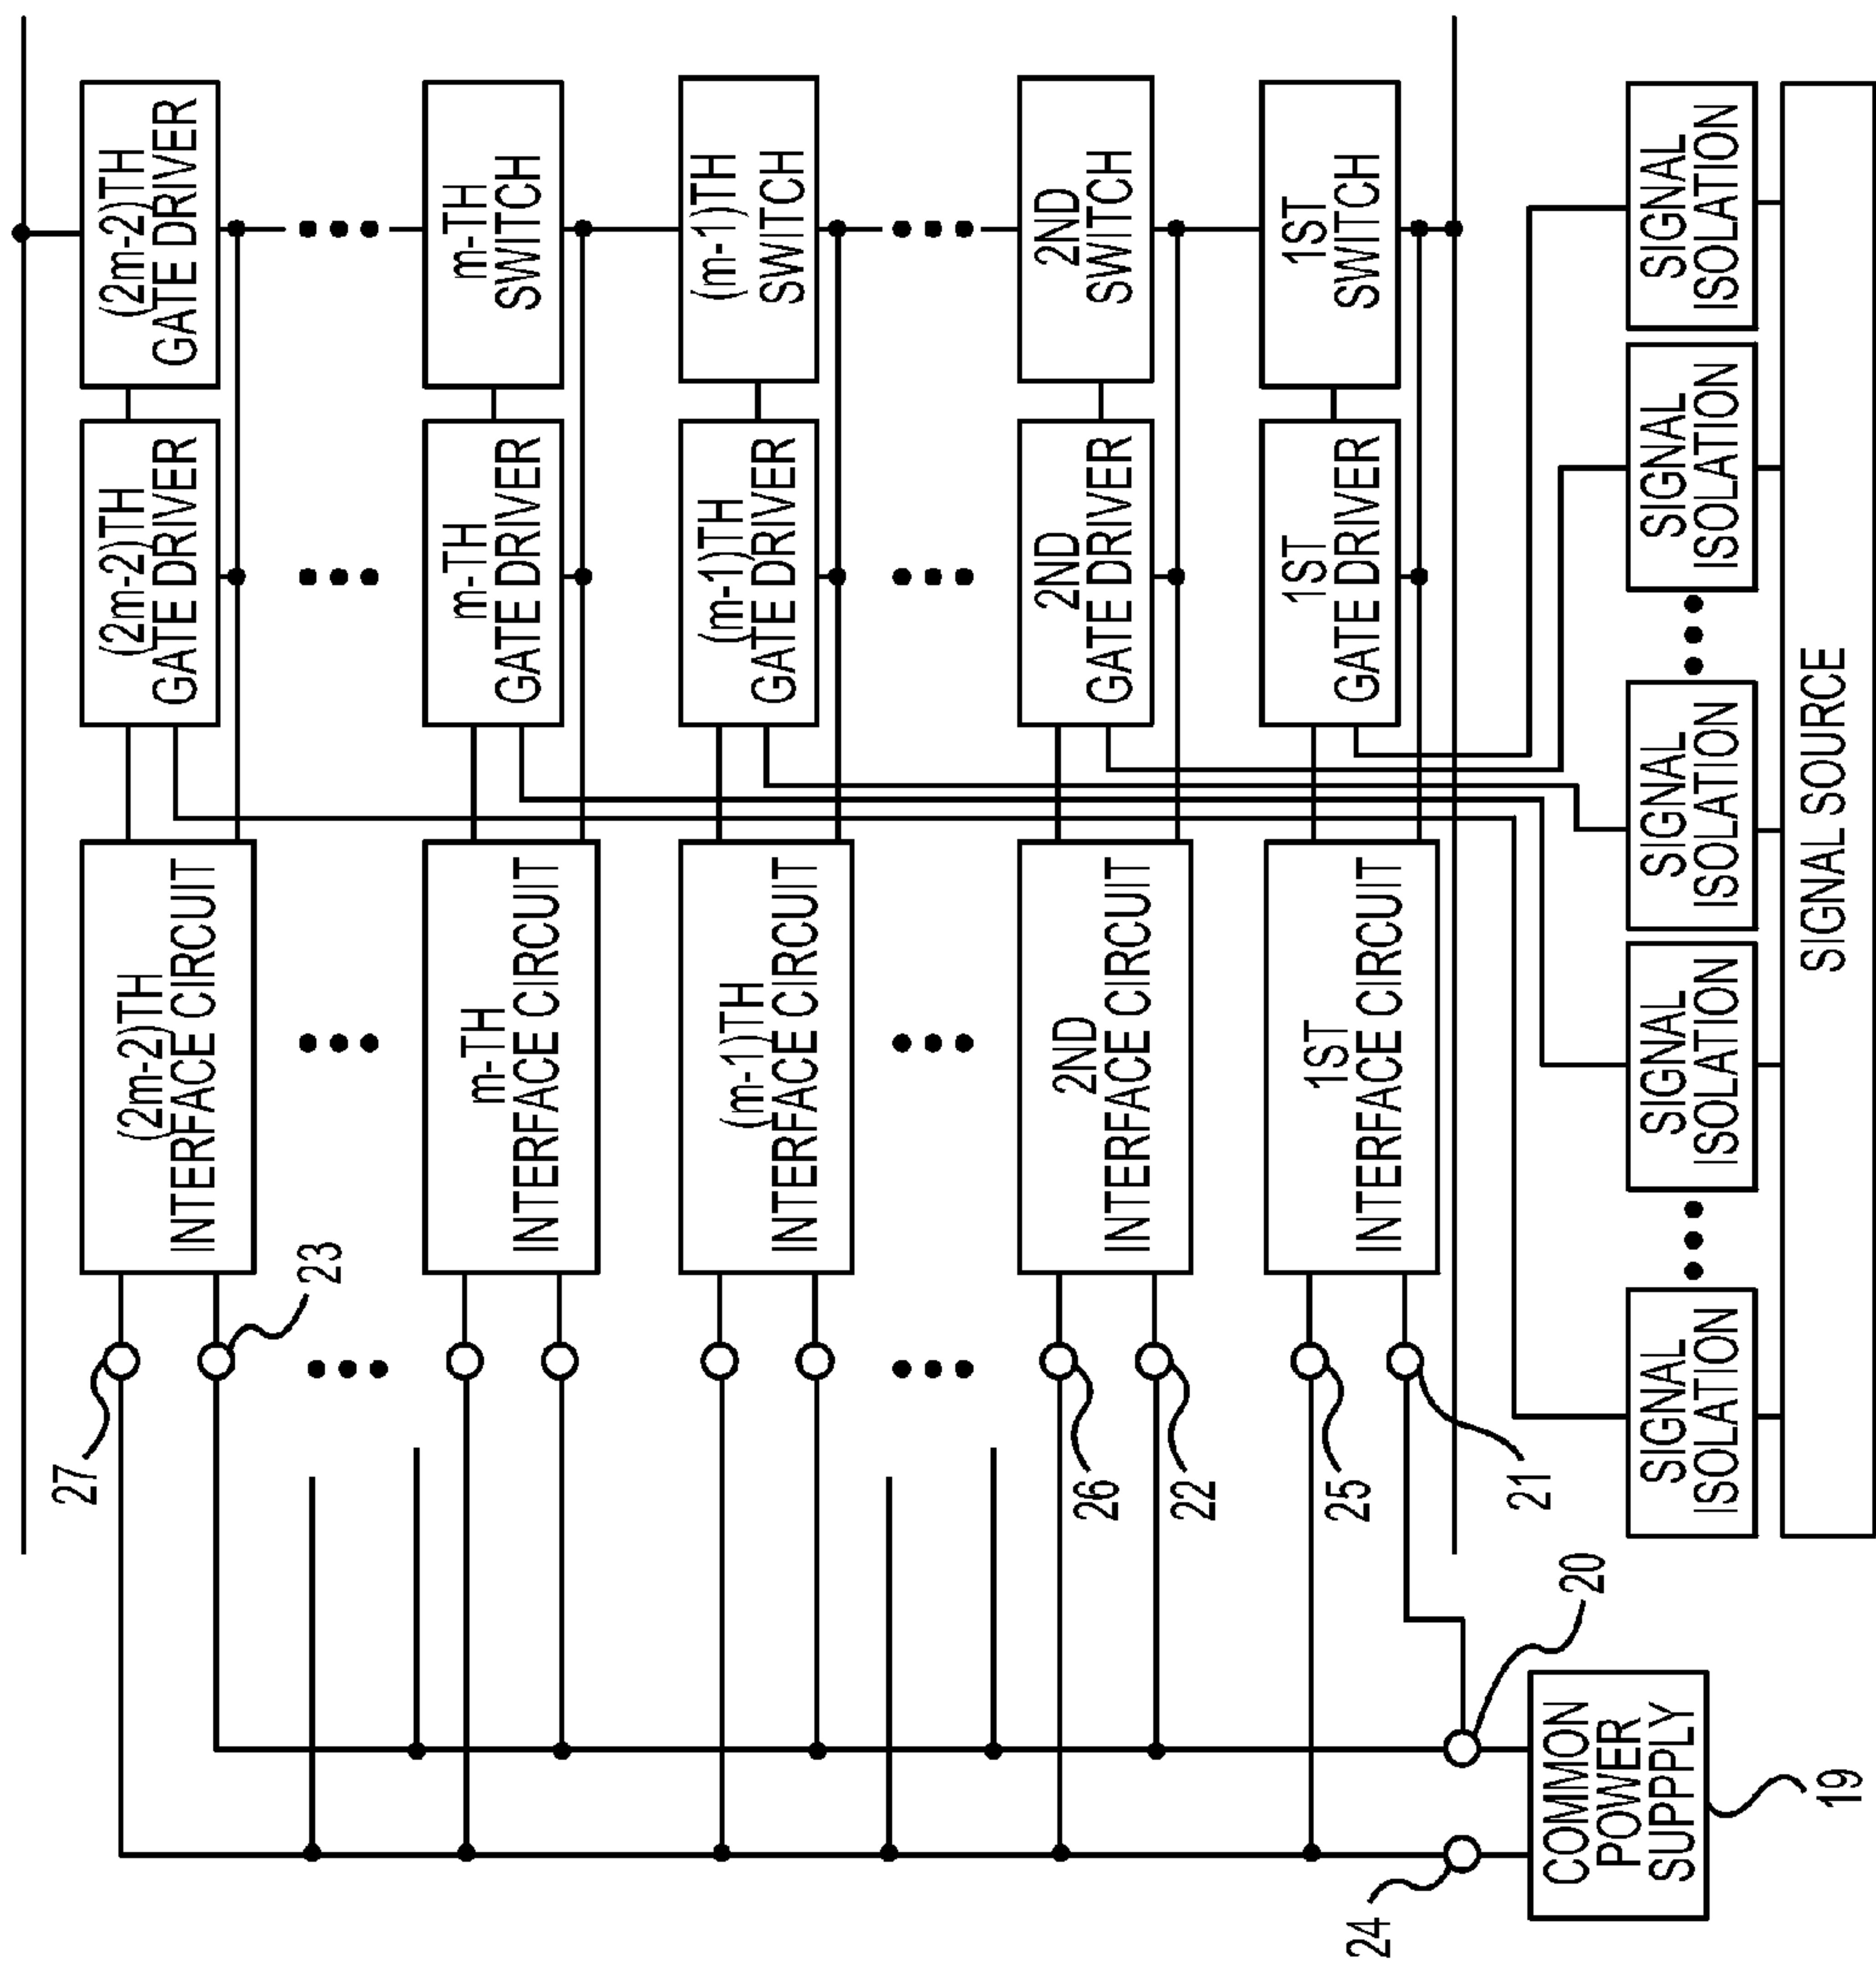 27
23
(2m-2)TH
INTERFACE CIRCUIT
(2m-2)TH
GATE DRIVER
(2m-2)TH
GATE DRIVER
m-TH
INTERFACE CIRCUIT
m-TH
GATE DRIVER
m-TH
SWITCH
(m-1)TH
INTERFACE CIRCUIT
(m-1)TH
GATE DRIVER
(m-1)TH
SWITCH
26
22
2ND
INTERFACE CIRCUIT
2ND
GATE DRIVER
2ND
SWITCH
25
21
1ST
INTERFACE CIRCUIT
1ST
GATE DRIVER
1ST
SWITCH
24
20
COMMON
POWER
SUPPPLY
19
SIGNAL
ISOLATION
SIGNAL
ISOLATION
SIGNAL
ISOLATION
SIGNAL
ISOLATION
SIGNAL
ISOLATION
SIGNAL SOURCE